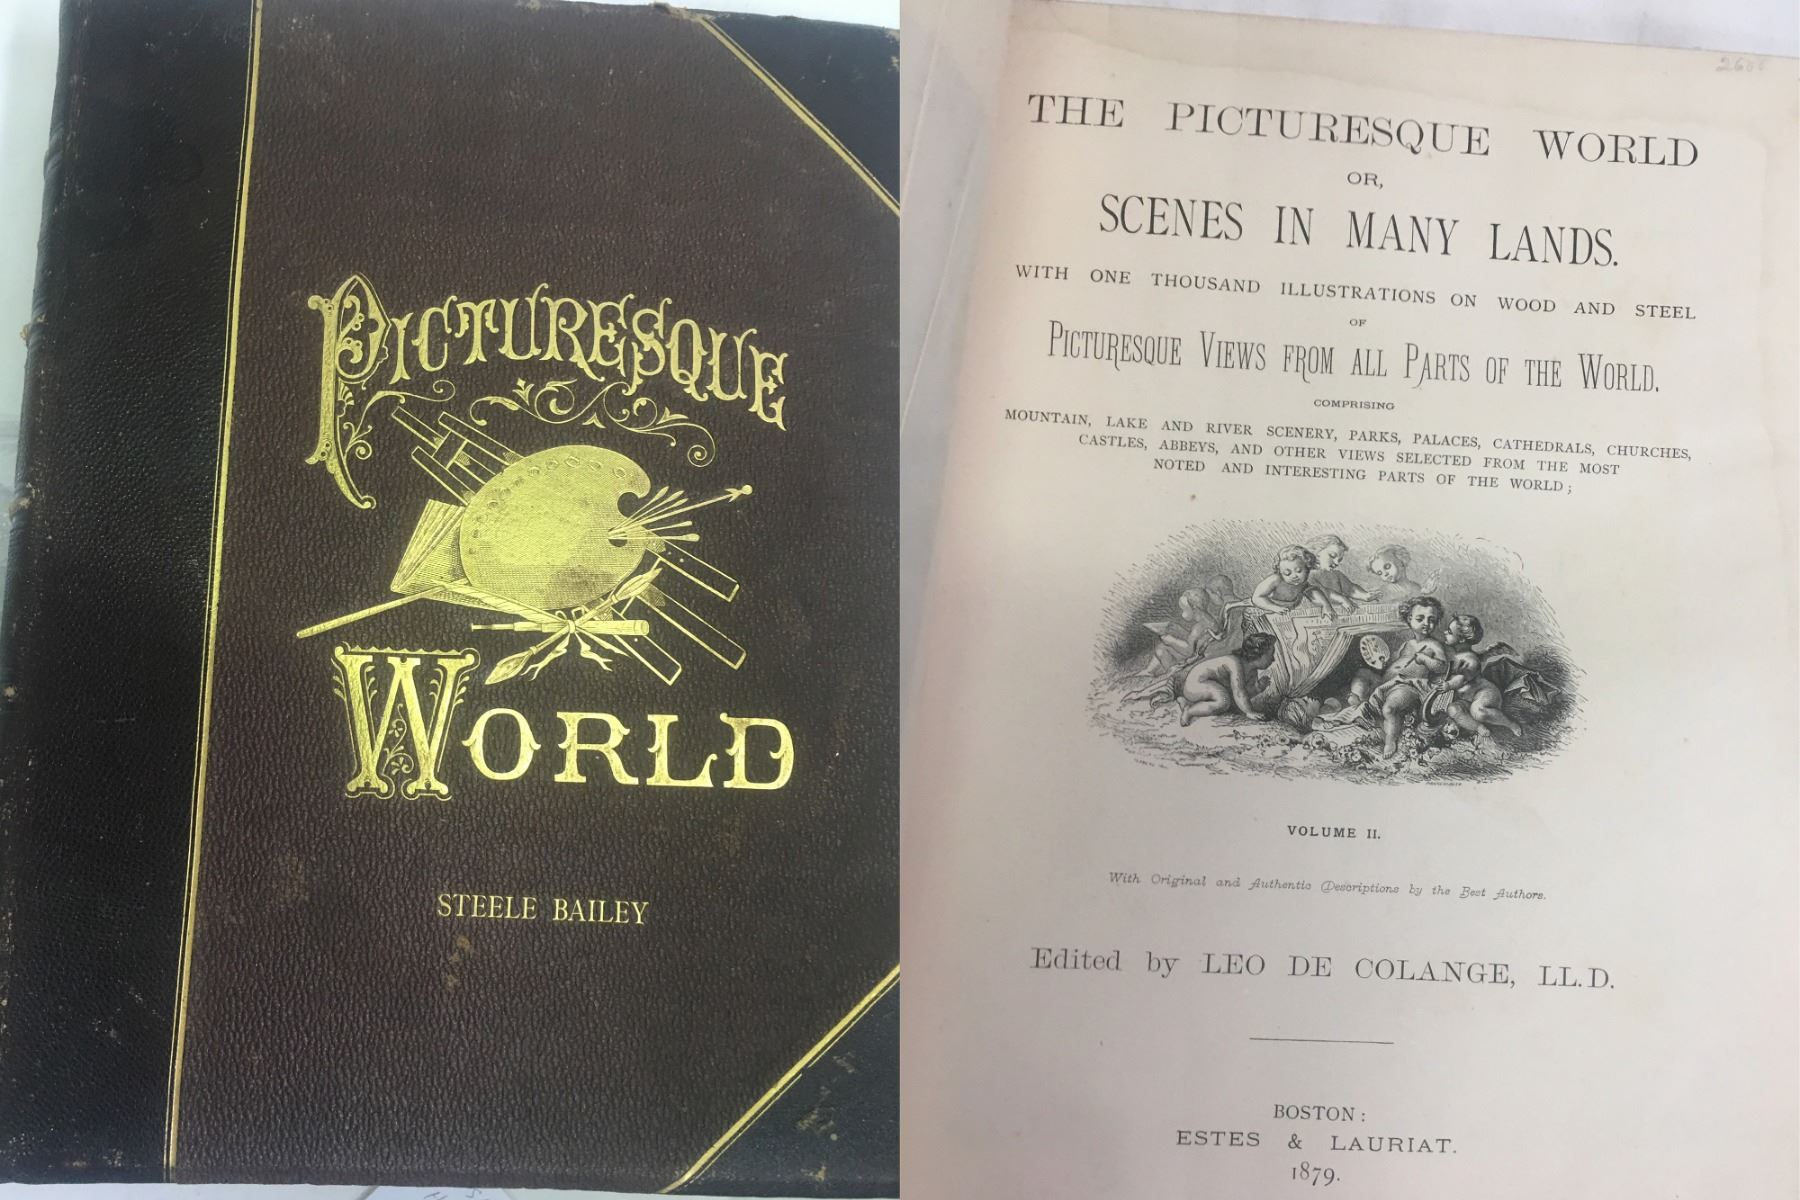 PICTURESQUE
WORLD
STEELE BAILEY
THE PICTURESQUE WORLD
OR,
SCENES IN MANY LANDS.
WITH ONE THOUSAND ILLUSTRATIONS ON WOOD AND STEEL
OF
PICTURESQUE VIEWS FROM ALL PARTS OF THE WORLD.
COMPRISING
MOUNTAIN, LAKE AND RIVER SCENERY, PARKS, PALACES, CATHEDRALS, CHURCHES,
CASTLES, ABBEYS, AND OTHER VIEWS SELECTED FROM THE MOST
NOTED AND INTERESTING PARTS OF THE WORLD;
VOLUME II.
With Original and Authentic Descriptions by the Best Authors.
Edited by LEO DE COLANGE, LL.D.
BOSTON:
ESTES & LAURIAT.
1879.